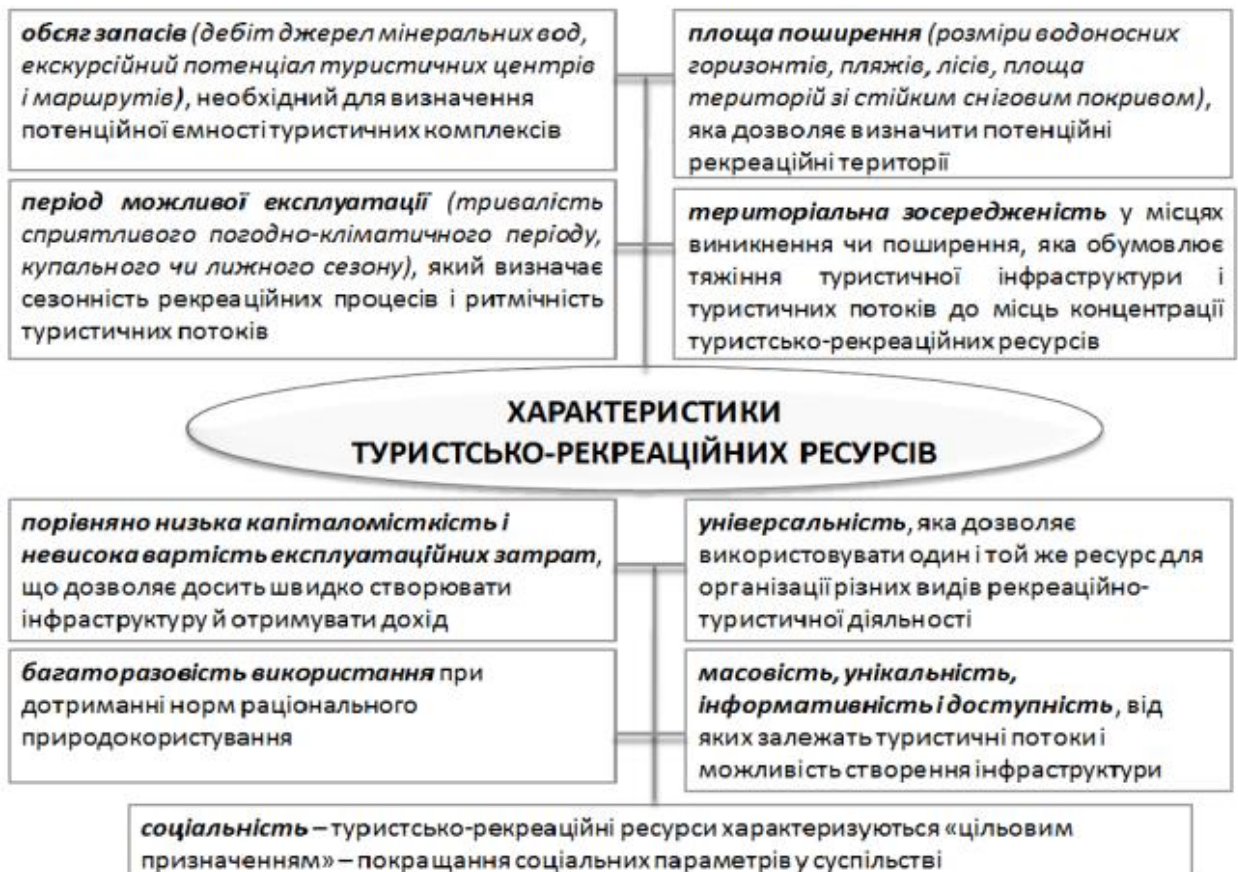 обсяг запасів (дебіт джерел мінеральних вод,
екскурсійний потенціал туристичних центрів
і маршрутів), необхідний для визначення
потенційної ємності туристичних комплексів
площа поширення (розміри водоносних
горизонтів, пляжів, лісів, площа
територій зі стійким сніговим покривом),
яка дозволяє визначити потенційні
рекреаційні території
період можливої експлуатації (тривалість
сприятливого погодно-кліматичного періоду,
купального чи лижного сезону), який визначає
сезонність рекреаційних процесів і ритмічність
туристичних потоків
територіальна зосередженість у місцях
виникнення чи поширення, яка обумовлює
тяжіння туристичної інфраструктури і
туристичних потоків до місць концентрації
туристсько-рекреаційних ресурсів
ХАРАКТЕРИСТИКИ
ТУРИСТСЬКО-РЕКРЕАЦІЙНИХ РЕСУРСІВ
порівняно низька капіталомісткість і
невисока вартість експлуатаційних затрат,
що дозволяє досить швидко створювати
інфраструктуру й отримувати дохід
універсальність, яка дозволяє
використовувати один і той же ресурс для
організації різних видів рекреаційно-
туристичної діяльності
багаторазовість використання при
дотриманні норм раціонального
природокористування
масовість, унікальність,
інформативність і доступність, від
яких залежать туристичні потоки і
можливість створення інфраструктури
соціальність – туристсько-рекреаційні ресурси характеризуються «цільовим
призначенням» – покращання соціальних параметрів у суспільстві